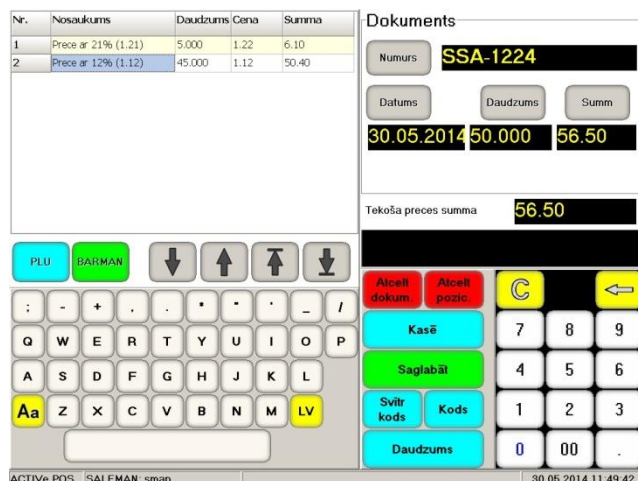 Nr. Nosaukums Daudzums Cena Summa
1 Prece ar 21% (1.21) 5.000 1.22 6.10
2 Prece ar 12% (1.12) 45.000 1.12 50.40
Dokuments
Numurs SSA-1224
Datums Daudzums Summ
30.05.2014 50.000 56.50
Tekoša preces summa 56.50
PLU BARMAN
Atcelt dokum. Atcelt pozic. C
Kasē 7 8 9
Saglabāt 4 5 6
Svītr kods Kods 1 2 3
Daudzums 0 00 .
; - + , . _ /
Q W E R T Y U I O P
A S D F G H J K L
Aa Z X C V B N M LV
ACTIVe POS SALEMAN: sman 30.05.2014 11:49:42